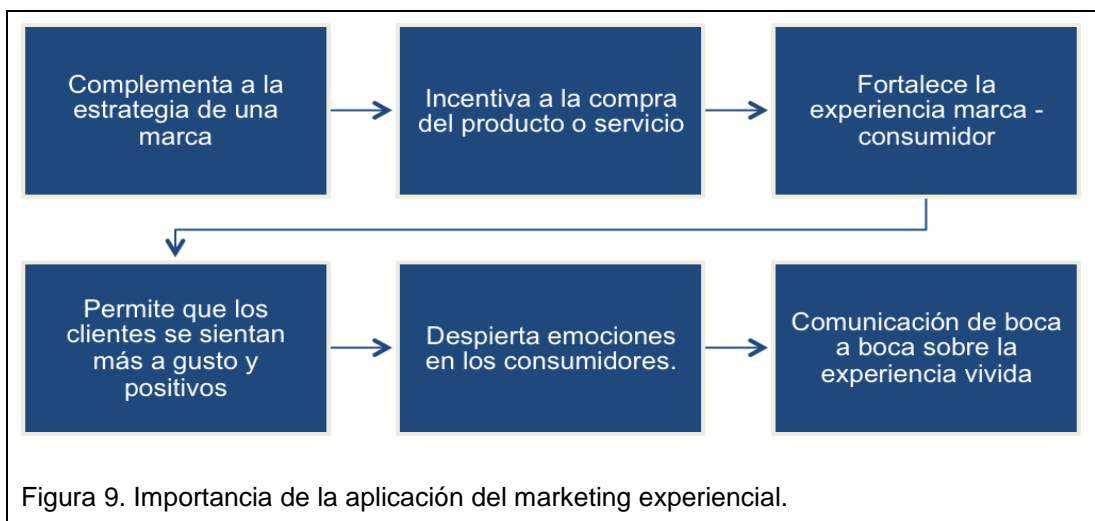 Complementa a la
estrategia de una
marca
Incentiva a la compra
del producto o servicio
Fortalece la
experiencia marca -
consumidor
Permite que los
clientes se sientan
más a gusto y
positivos
Despierta emociones
en los consumidores.
Comunicación de boca
a boca sobre la
experiencia vivida
Figura 9. Importancia de la aplicación del marketing experiencial.